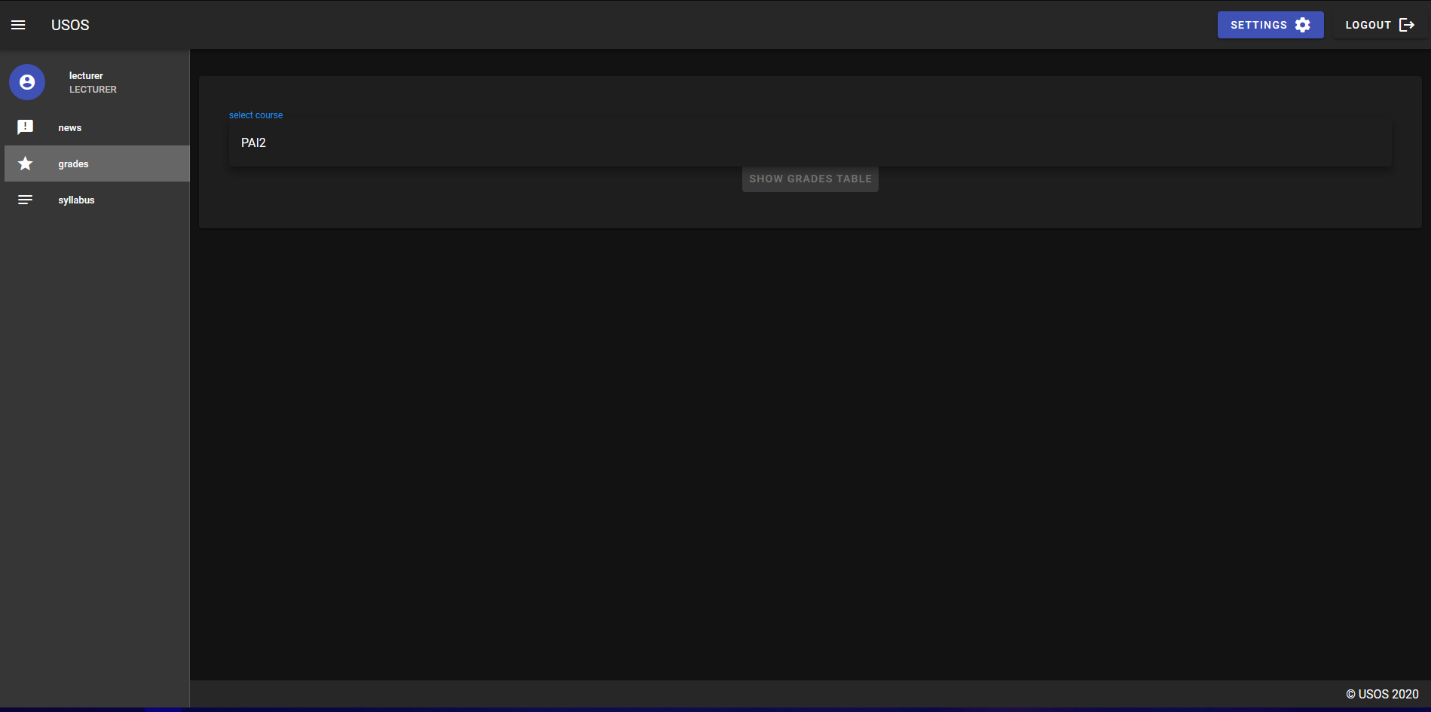 USOS
SETTINGS
LOGOUT
lecturer
LECTURER
news
grades
syllabus
select course
PAI2
SHOW GRADES TABLE
© USOS 2020